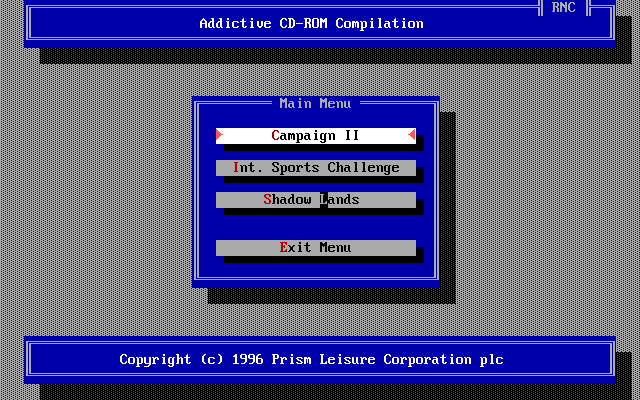 RNC
Addictive CD-ROM Compilation
Main Menu
Campaign II
Int. Sports Challenge
Shadow Lands
Exit Menu
Copyright (c) 1996 Prism Leisure Corporation plc